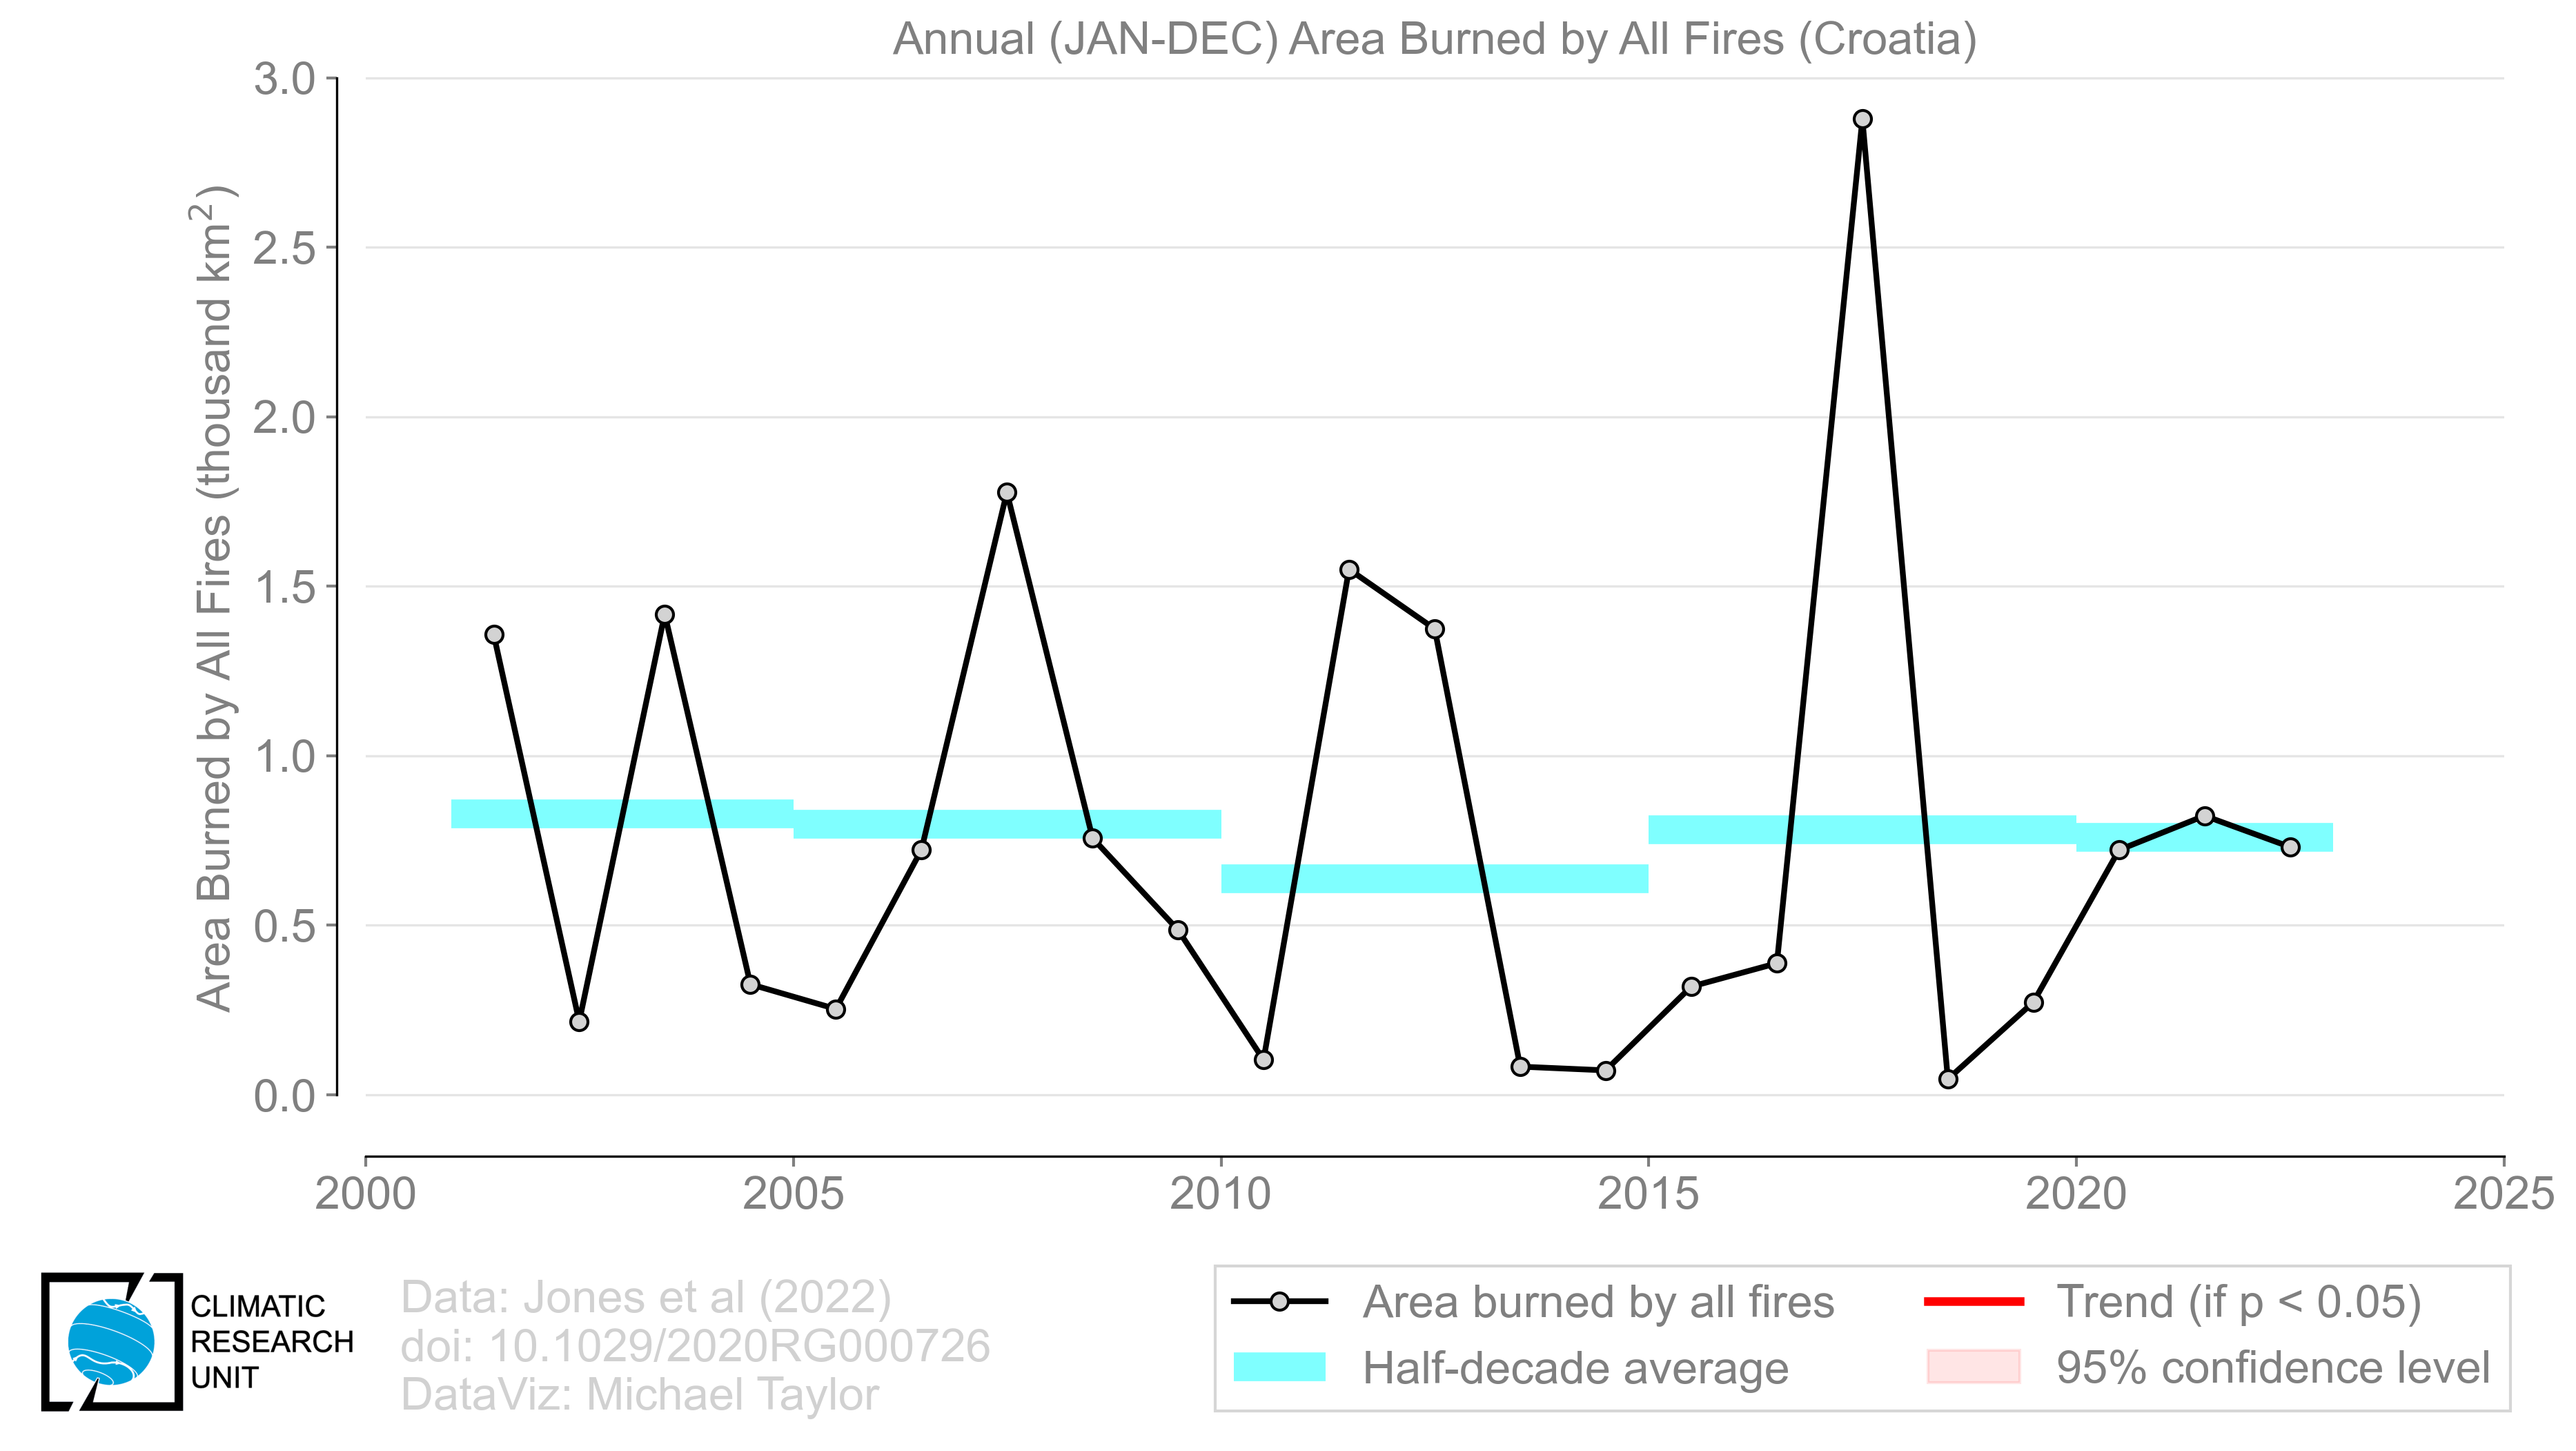 Annual (JAN-DEC) Area Burned by All Fires (Croatia)
Area Burned by All Fires (thousand km²)
3.0
2.5
2.0
1.5
1.0
0.5
0.0
2000 2005 2010 2015 2020 2025
CLIMATIC
RESEARCH
UNIT
Data: Jones et al (2022)
doi: 10.1029/2020RG000726
DataViz: Michael Taylor
Area burned by all fires
Half-decade average
Trend (if p < 0.05)
95% confidence level